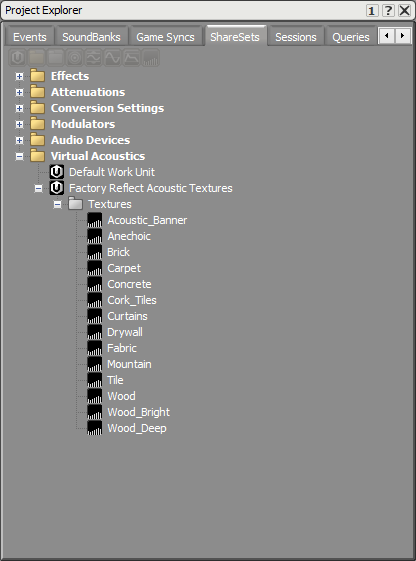 Project Explorer 1 ? X
Events SoundBanks Game Syncs ShareSets Sessions Queries
Effects
Attenuations
Conversion Settings
Modulators
Audio Devices
Virtual Acoustics
Default Work Unit
Factory Reflect Acoustic Textures
Textures
Acoustic_Banner
Anechoic
Brick
Carpet
Concrete
Cork_Tiles
Curtains
Drywall
Fabric
Mountain
Tile
Wood
Wood_Bright
Wood_Deep